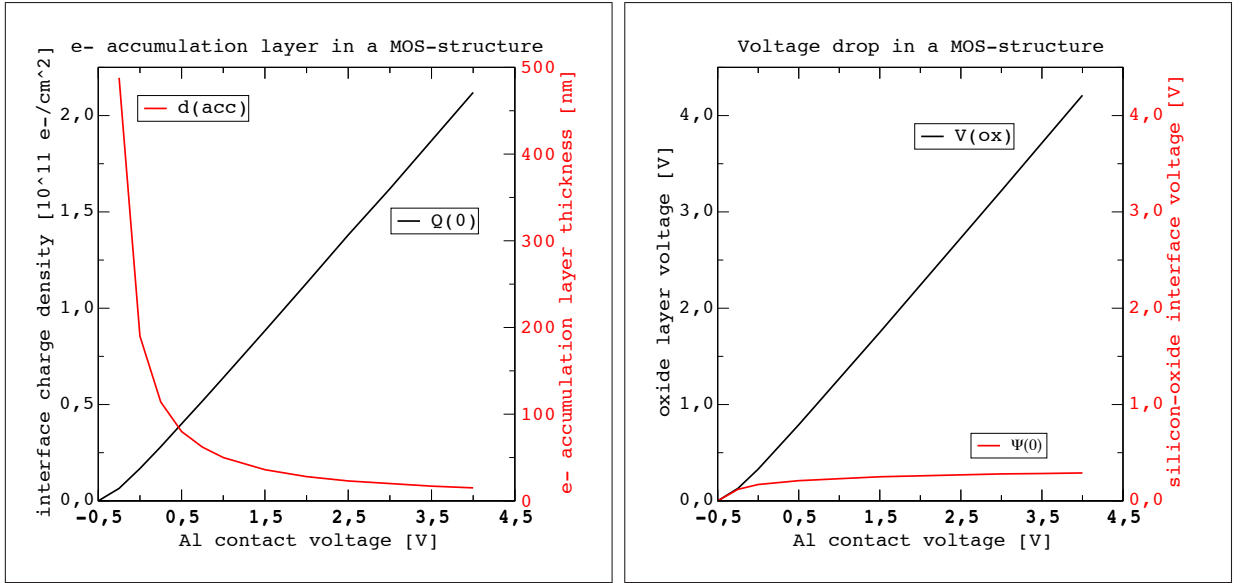 e- accumulation layer in a MOS-structure
interface charge density [10^11 e-/cm^2]
2,0
1,5
1,0
0,5
0,0
d(acc)
Q(0)
500
400
300
200
100
0
e- accumulation layer thickness [nm]
-0,5 0,5 1,5 2,5 3,5 4,5
Al contact voltage [V]
Voltage drop in a MOS-structure
oxide layer voltage [V]
4,0
3,0
2,0
1,0
0,0
V(ox)
Ψ(0)
4,0
3,0
2,0
1,0
0,0
silicon-oxide interface voltage [V]
-0,5 0,5 1,5 2,5 3,5 4,5
Al contact voltage [V]